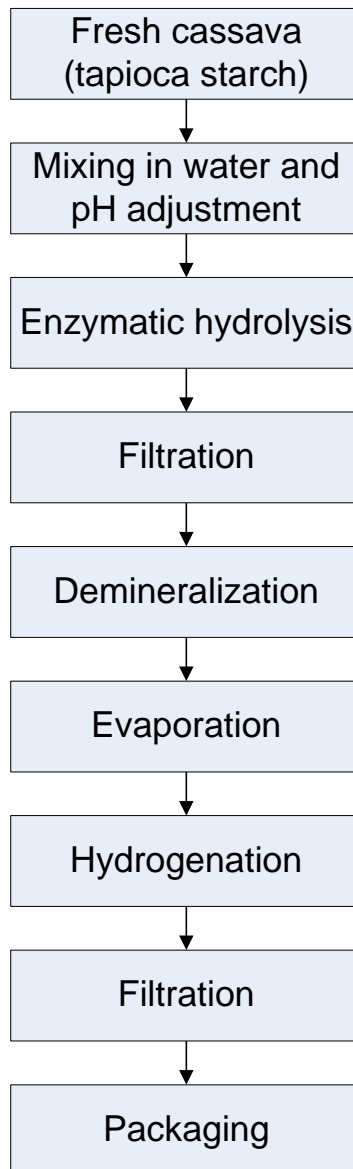 Fresh cassava
(tapioca starch)
Mixing in water and
pH adjustment
Enzymatic hydrolysis
Filtration
Demineralization
Evaporation
Hydrogenation
Filtration
Packaging